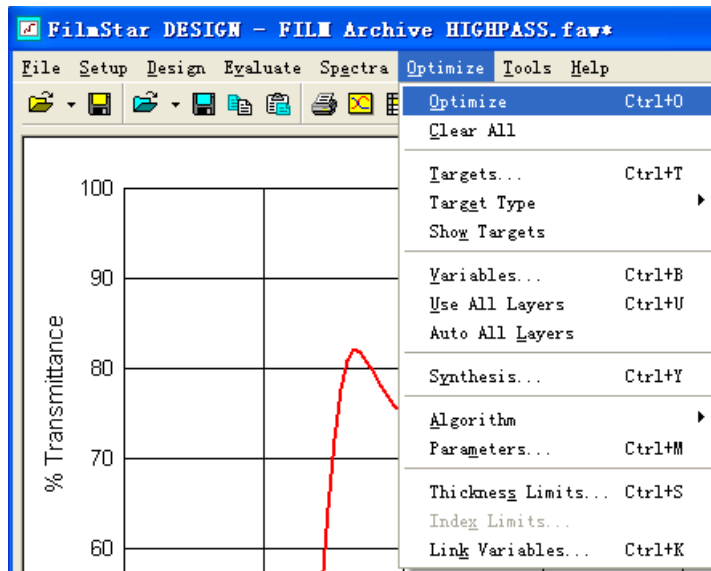 FilmStar DESIGN - FILM Archive HIGHPASS.faw*
File Setup Design Evaluate Spectra Optimize Tools Help
Optimize Ctrl+O
Clear All
Targets... Ctrl+T
Target Type
Show Targets
Variables... Ctrl+B
Use All Layers Ctrl+U
Auto All Layers
Synthesis... Ctrl+Y
Algorithm
Parameters... Ctrl+M
Thickness Limits... Ctrl+S
Index Limits...
Link Variables... Ctrl+K
% Transmittance
100
90
80
70
60